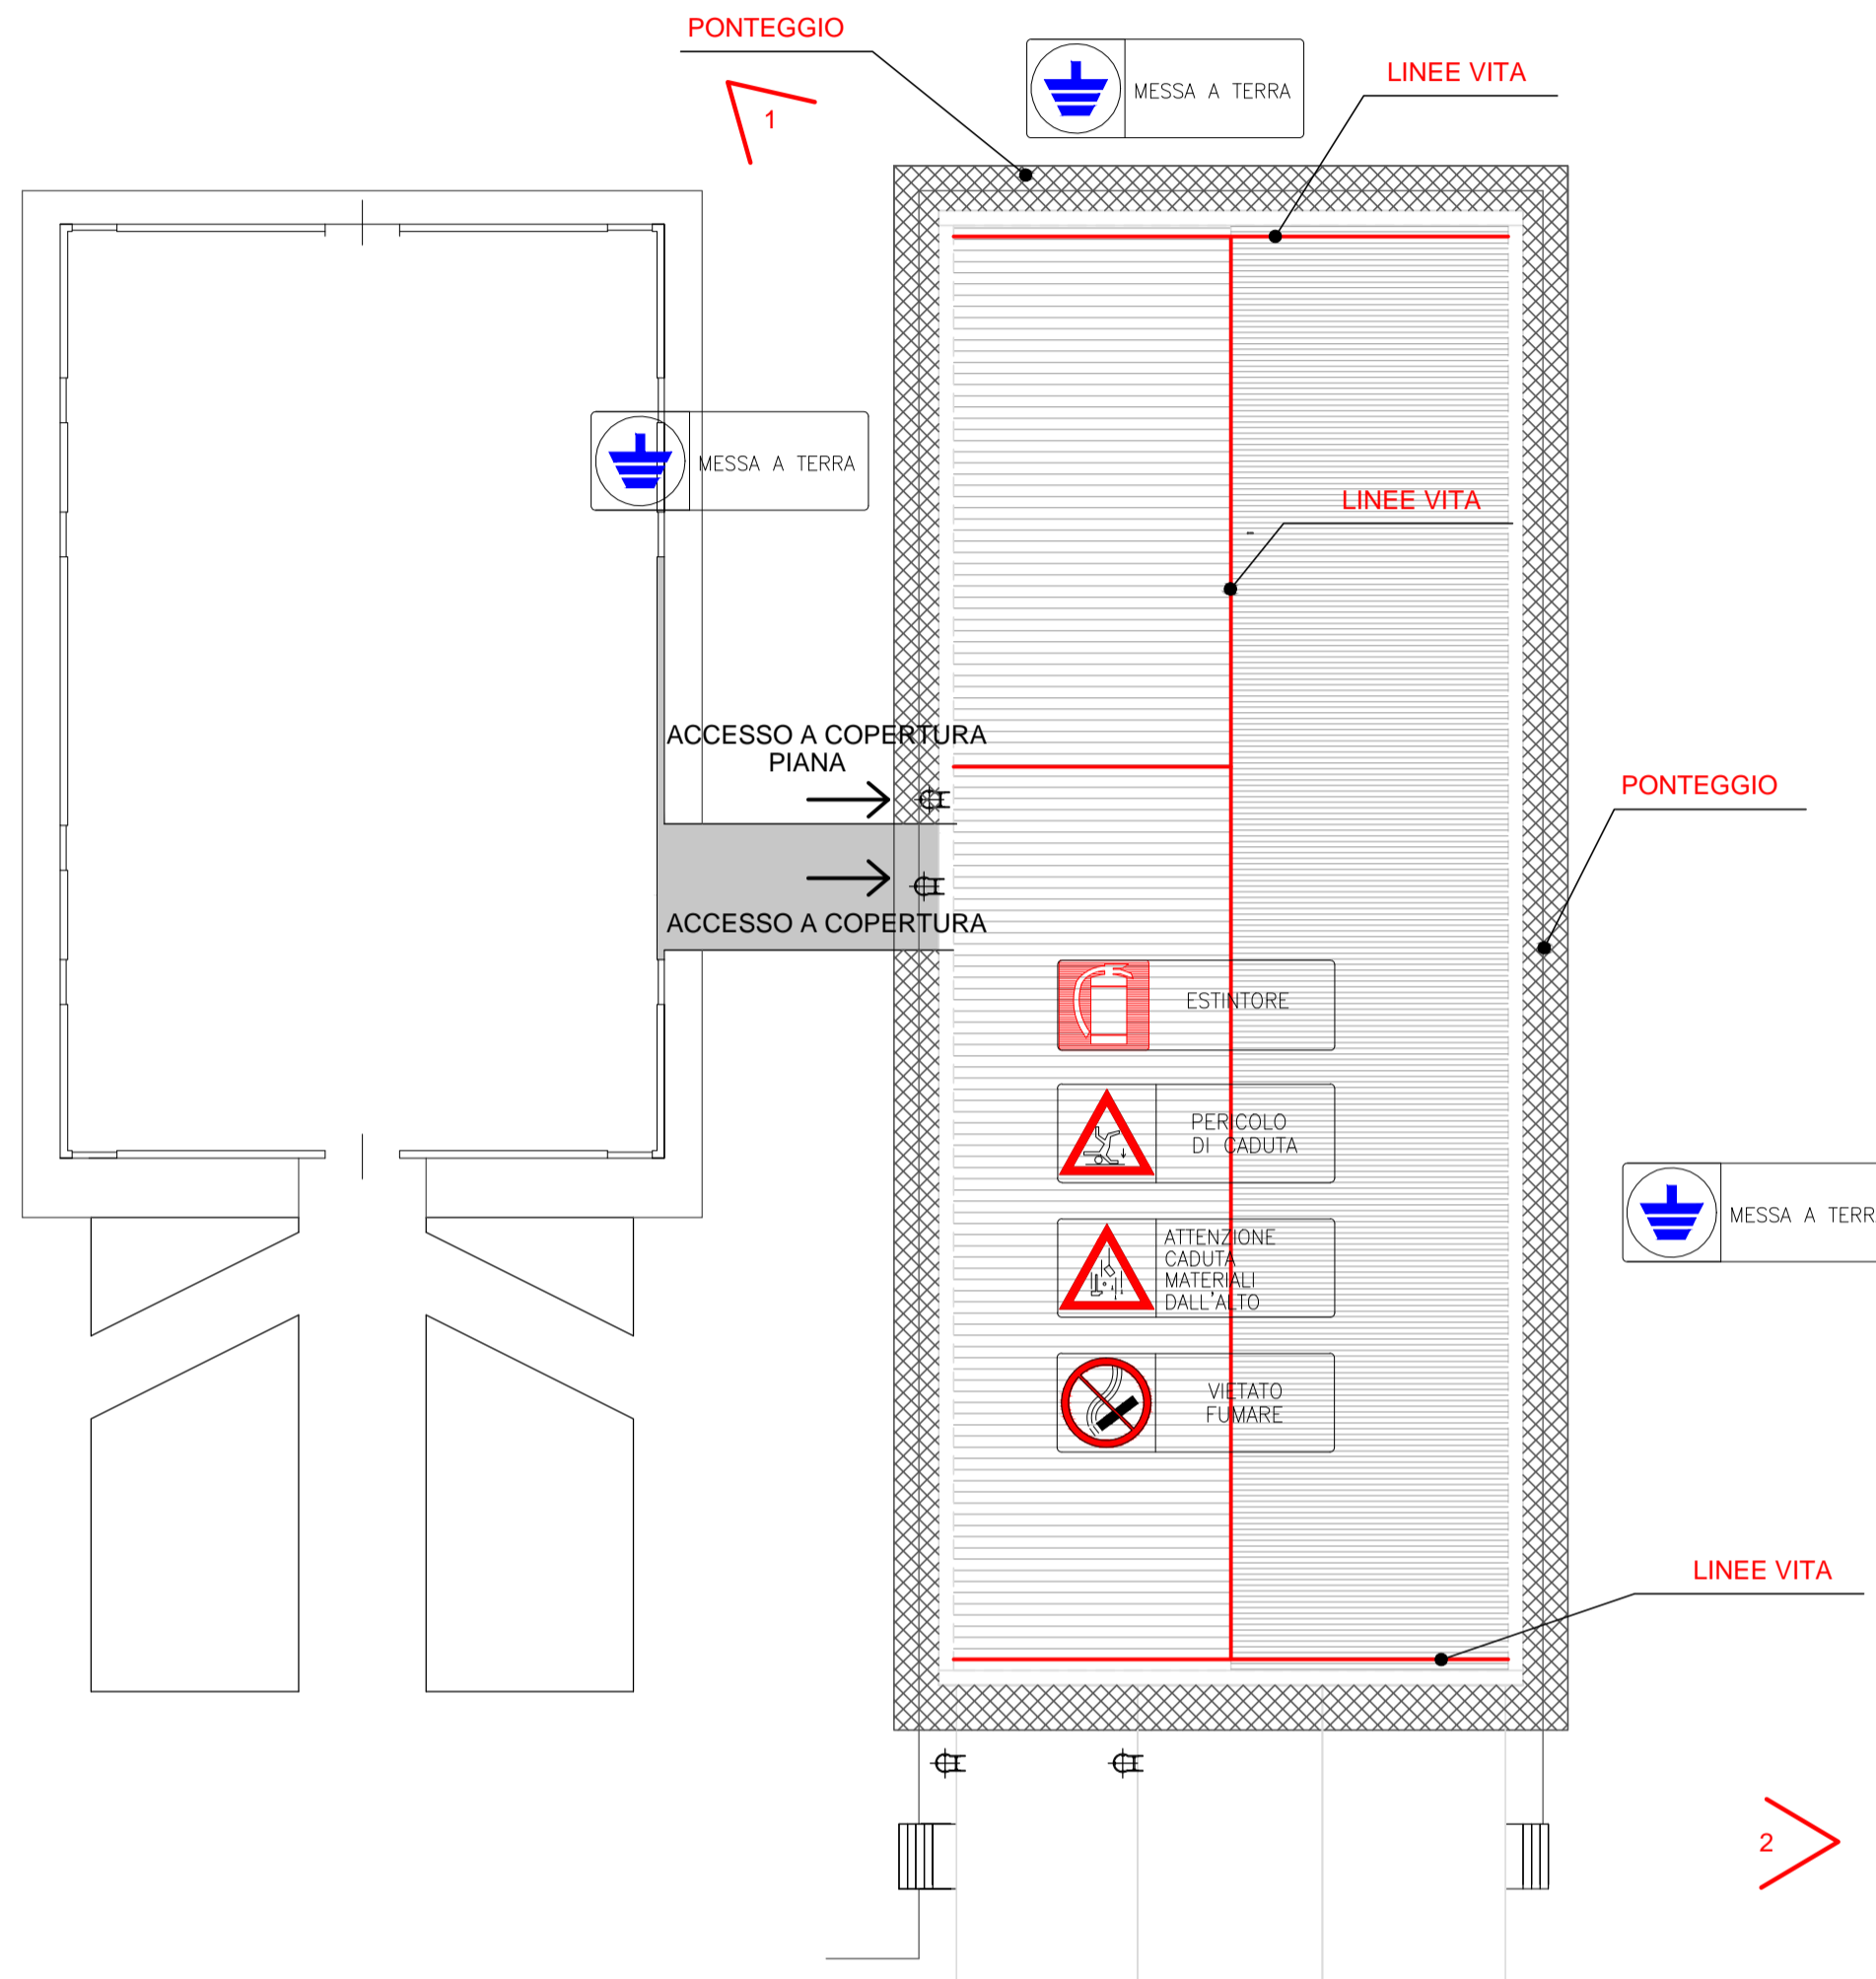 PONTEGGIO
MESSA A TERRA
LINEE VITA
1
MESSA A TERRA
LINEE VITA
ACCESSO A COPERTURA
PIANA
PONTEGGIO
ACCESSO A COPERTURA
ESTINTORE
PERICOLO
DI CADUTA
MESSA A TERR
ATTENZIONE
CADUTA
MATERIALI
DALL'ALTO
VIETATO
FUMARE
LINEE VITA
2